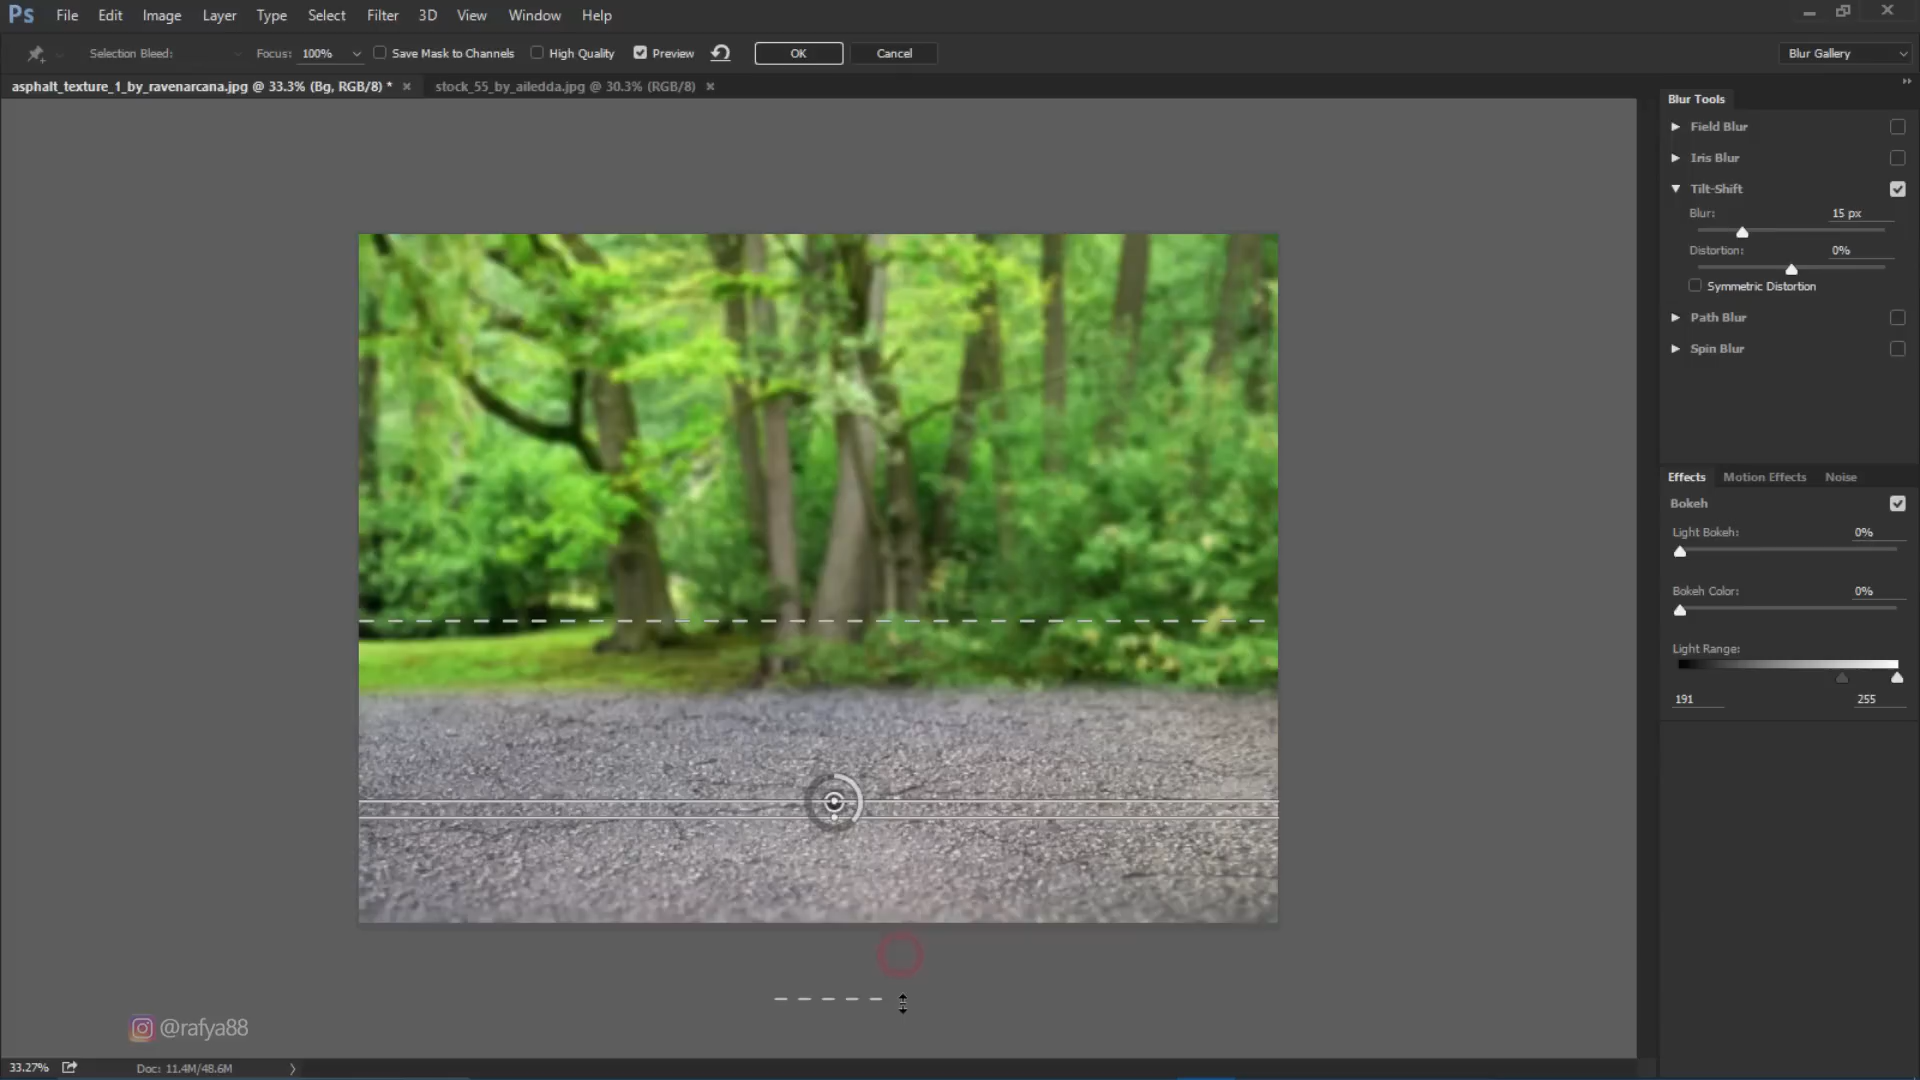 Ps File Edit Image Layer Type Select Filter 3D View Window Help
Selection Bleed: Focus: 100% Save Mask to Channels High Quality Preview OK Cancel Blur Gallery
asphalt_texture_1_by_ravenarcana.jpg @ 33.3% (Bg, RGB/8) * × stock_55_by_ailedda.jpg @ 30.3% (RGB/8) ×
Blur Tools
Field Blur
Iris Blur
Tilt-Shift
Blur: 15 px
Distortion: 0%
Symmetric Distortion
Path Blur
Spin Blur
Effects Motion Effects Noise
Bokeh
Light Bokeh: 0%
Bokeh Color: 0%
Light Range:
191 255
@rafya88
33.27% Doc: 11.4M/48.6M